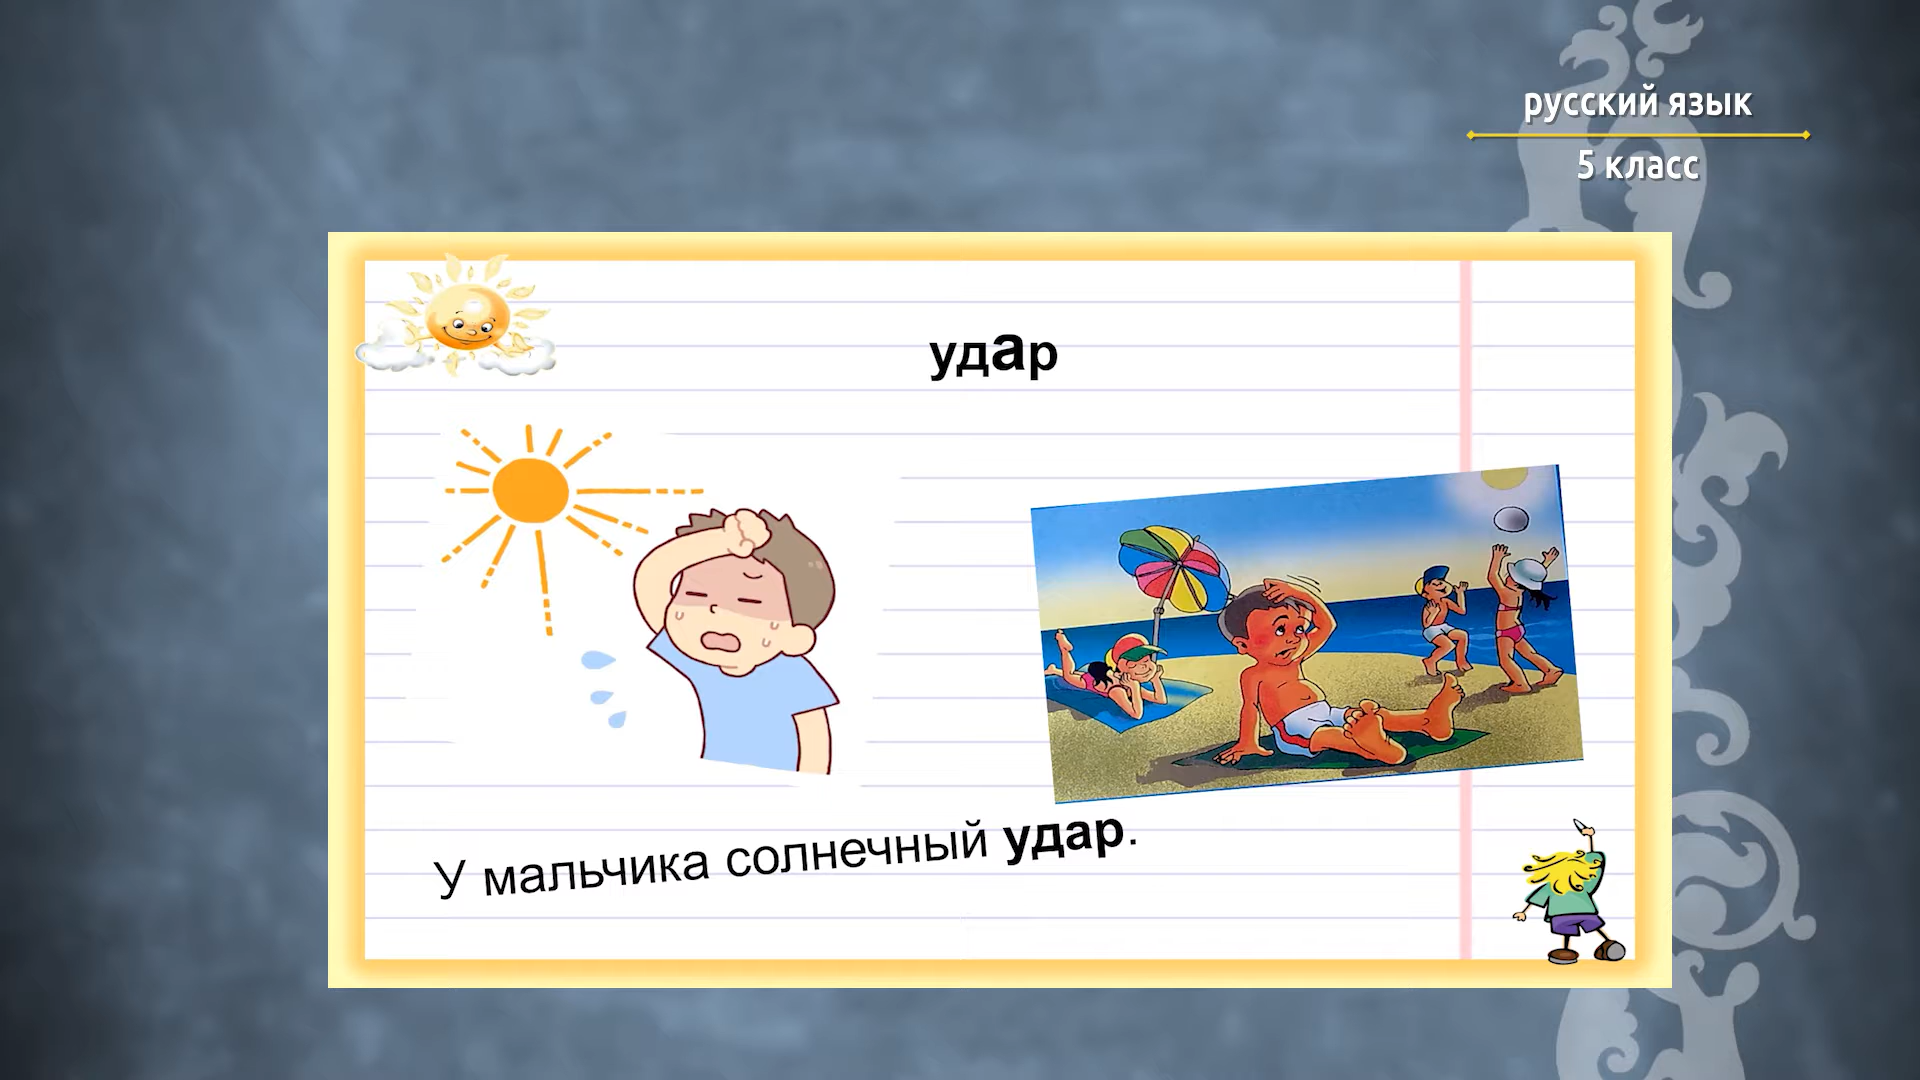 русский язык
5 класс
удар
У мальчика солнечный удар.